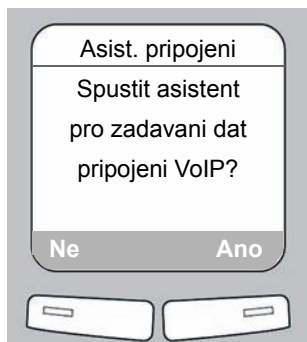 Asist. pripojeni
Spustit asistent
pro zadavani dat
pripojeni VoIP?
Ne Ano